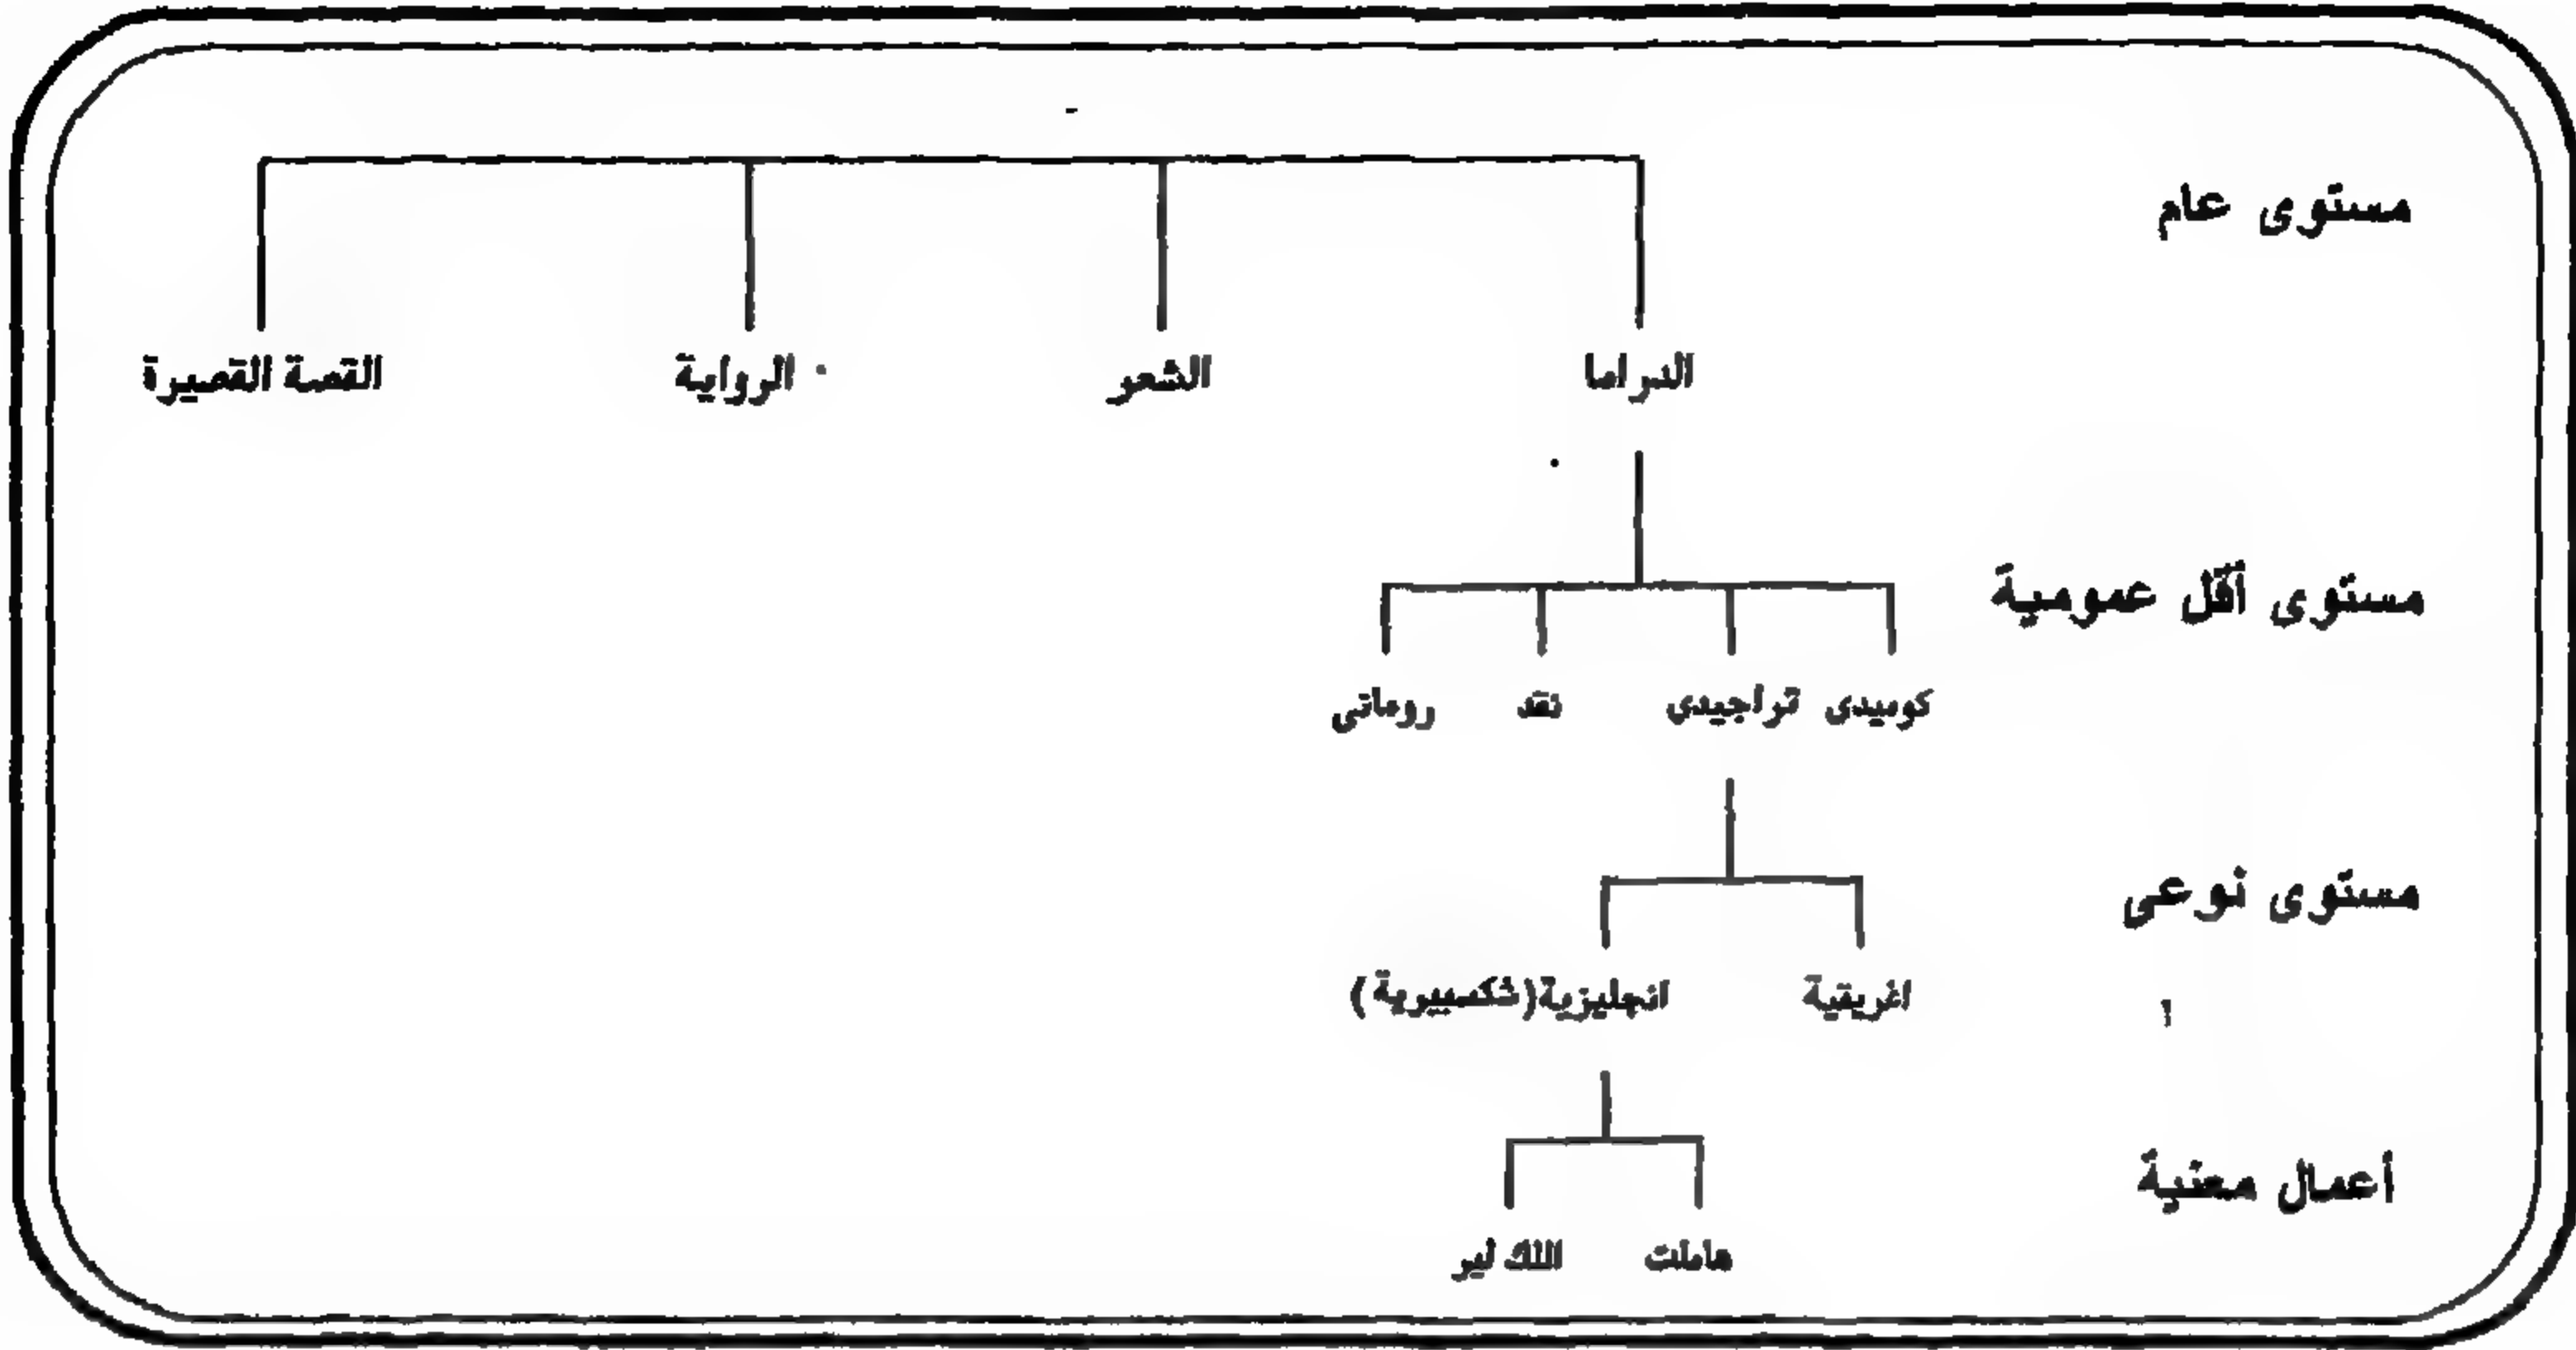 مستوى عام
الدراما الشعر الرواية القصة القصيرة
مستوى أقل عمومية
كوميدى تراجيدى نقد رومانى
مستوى نوعى
اغريقية انجليزية (شكسبيرية)
أعمال معنية
هاملت الملك لير